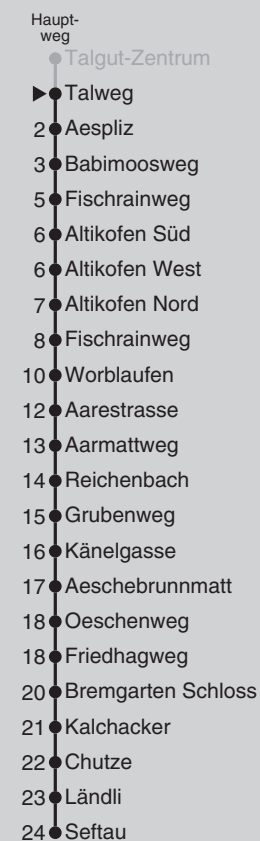 Haupt-
weg
Talgut-Zentrum
Talweg
2 Aespliz
3 Babimoosweg
5 Fischrainweg
6 Altikofen Süd
6 Altikofen West
7 Altikofen Nord
8 Fischrainweg
10 Worblaufen
12 Aarestrasse
13 Aarmattweg
14 Reichenbach
15 Grubenweg
16 Känelgasse
17 Aeschebrunnmatt
18 Oeschenweg
18 Friedhagweg
20 Bremgarten Schloss
21 Kalchacker
22 Chutze
23 Ländli
24 Seftau